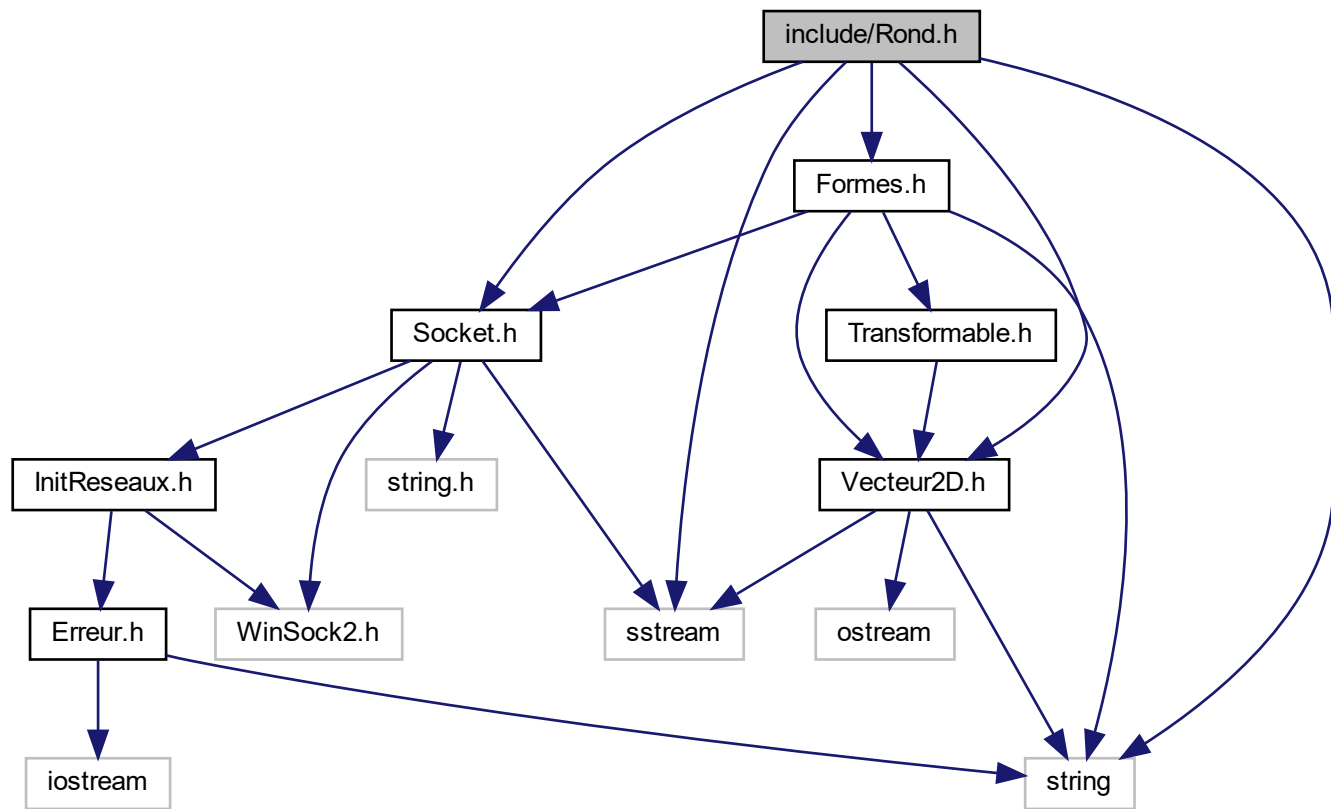 include/Rond.h
Formes.h
Socket.h
Transformable.h
InitReseaux.h
string.h
Vecteur2D.h
Erreur.h
WinSock2.h
sstream
ostream
iostream
string